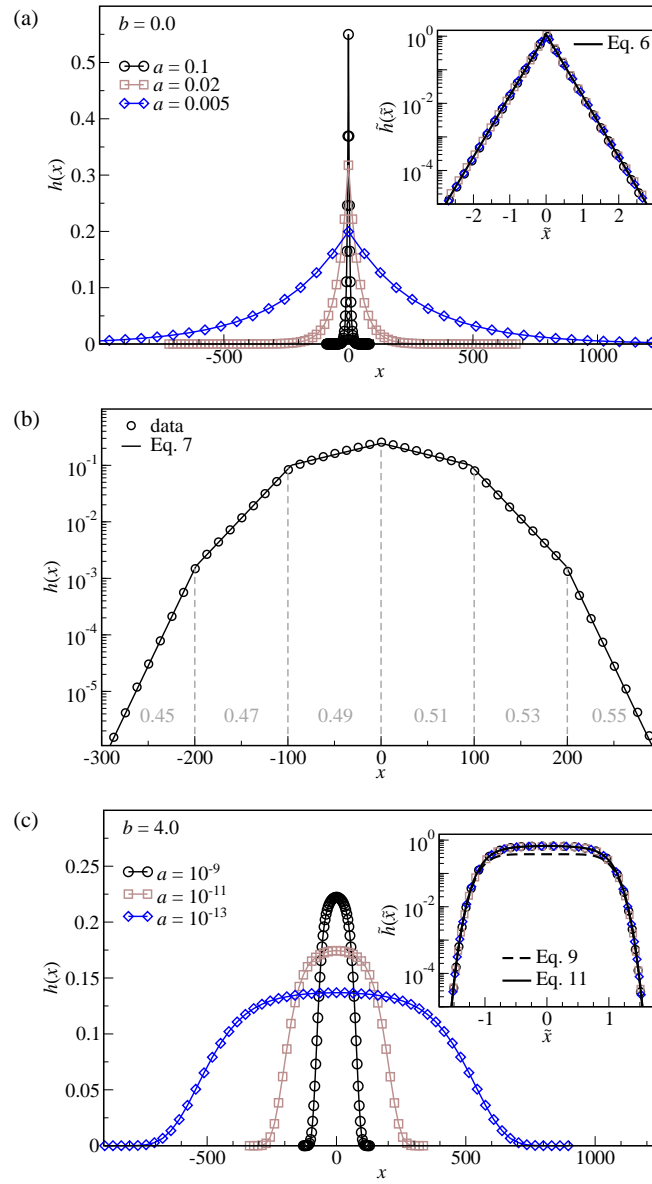 (a)
b = 0.0
a = 0.1
a = 0.02
a = 0.005
h(x)
0.5
0.4
0.3
0.2
0.1
0
-500
0
500
1000
x
Eq. 6
h̃(x̃)
10^0
10^-2
10^-4
-2
-1
0
1
2
x̃
(b)
data
Eq. 7
h(x)
10^-1
10^-2
10^-3
10^-4
10^-5
0.45
0.47
0.49
0.51
0.53
0.55
-300
-200
-100
0
100
200
x
(c)
b = 4.0
a = 10^-9
a = 10^-11
a = 10^-13
h(x)
0.25
0.2
0.15
0.1
0.05
0
-500
0
500
1000
x
h̃(x̃)
10^0
10^-2
10^-4
Eq. 9
Eq. 11
-1
0
1
x̃